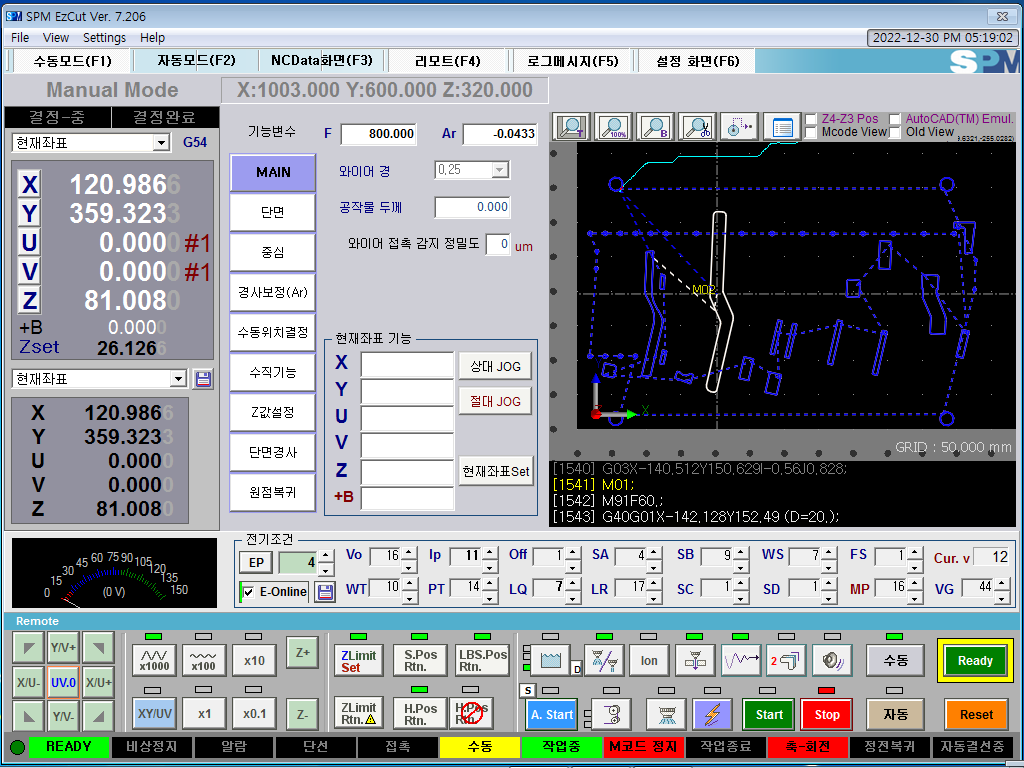 SPM EzCut Ver. 7.206
File View Settings Help
2022-12-30 PM 05:19:02
수동모드(F1) 자동모드(F2) NCData화면(F3) 리모트(F4) 로그메시지(F5) 설정 화면(F6) SPM
Manual Mode X:1003.000 Y:600.000 Z:320.000
결정-중 결정완료
현재좌표 G54
X 120.9866
Y 359.3233
U 0.0000 #1
V 0.0000 #1
Z 81.0080
+B 0.0000
Zset 26.1266
현재좌표
X 120.9866
Y 359.3233
U 0.0000
V 0.0000
Z 81.0080
기능변수 F 800.000 Ar -0.0433
MAIN
단면
중심
경사보정(Ar)
수동위치결정
수직기능
Z값설정
단면경사
원점복귀
와이어 경 0,25
공작물 두께 0.000
와이어 접촉 감지 정밀도 0 um
현재좌표 기능
X
Y
U
V
Z
+B
상대 JOG
절대 JOG
현재좌표Set
T 100% B
Z4-Z3 Pos AutoCAD(TM) Emul.
Mcode View Old View
M02
X
GRID : 50,000 mm
[1540] G03X-140,512Y150,629I-0,56J0,828;
[1541] M01;
[1542] M91F60,;
[1543] G40G01X-142,128Y152,49 (D=20,);
0 15 30 45 60 75 90 105 120 135 150
(0 V)
전기조건
EP 4 Vo 16 Ip 11 Off 1 SA 4 SB 9 WS 7 FS 1 Cur. v 12
E-Online WT 10 PT 14 LQ 7 LR 17 SC 1 SD 1 MP 16 VG 44
Remote
Y/V+
X/U- UV.0 X/U+
Y/V-
x1000 x100 x10 Z+
XY/UV x1 x0.1 Z-
ZLimit Set S.Pos Rtn. LBS.Pos Rtn.
ZLimit Rtn. H.Pos Rtn. H.Pos Rtn.
D Ion 2 수동 Ready
S A. Start Start Stop 자동 Reset
READY 비상정지 알람 단선 접촉 수동 작업중 M코드 정지 작업종료 축-회전 정전복귀 자동결선중